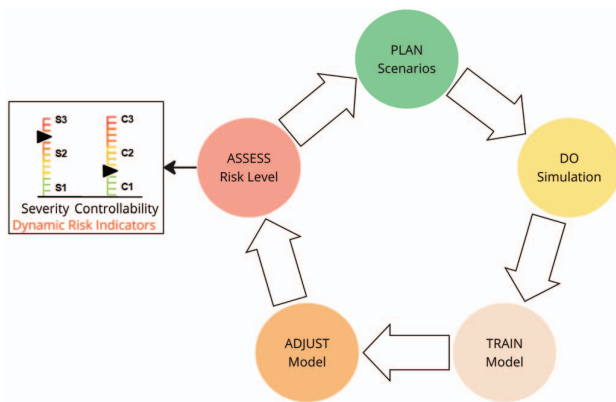 PLAN
Scenarios
DO
Simulation
TRAIN
Model
ADJUST
Model
ASSESS
Risk Level
S3
S2
S1
C3
C2
C1
Severity Controllability
Dynamic Risk Indicators